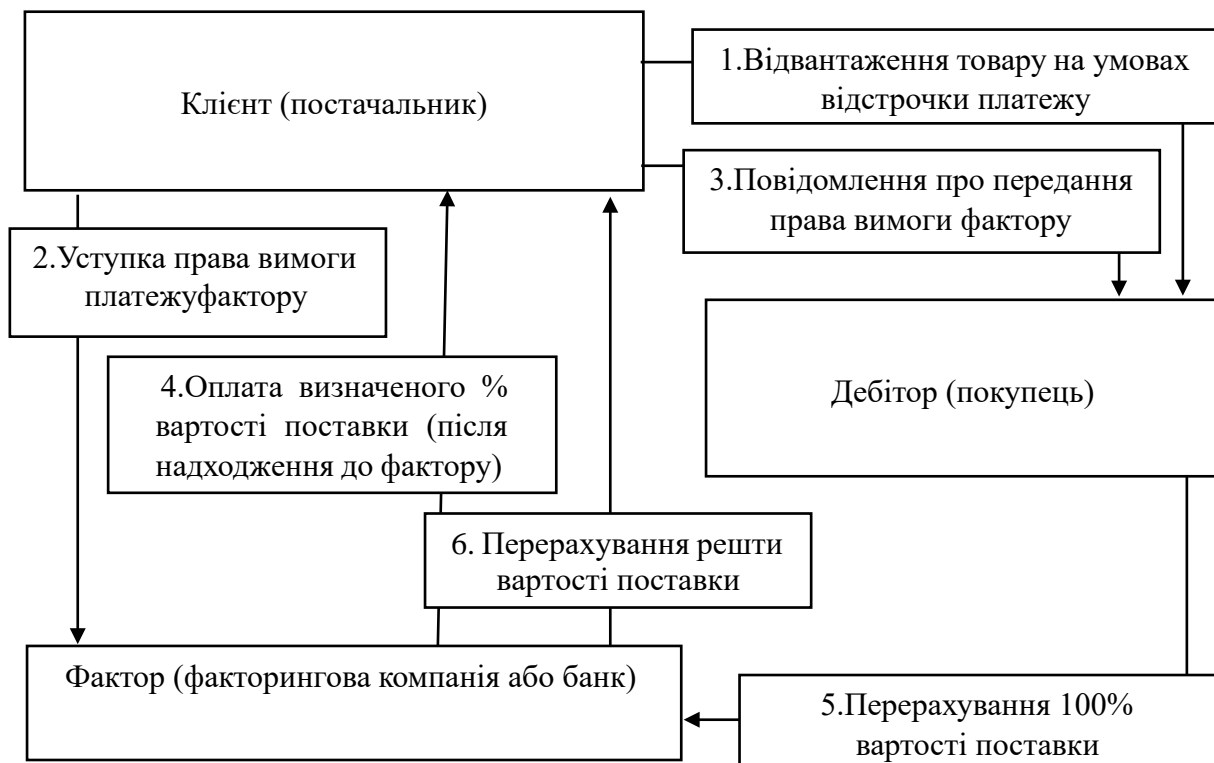 Клієнт (постачальник)
1.Відвантаження товару на умовах
відстрочки платежу
3.Повідомлення про передання
права вимоги фактору
2.Уступка права вимоги
платежуфактору
4.Оплата визначеного %
вартості поставки (після
надходження до фактору)
Дебітор (покупець)
6. Перерахування решти
вартості поставки
Фактор (факторингова компанія або банк)
5.Перерахування 100%
вартості поставки